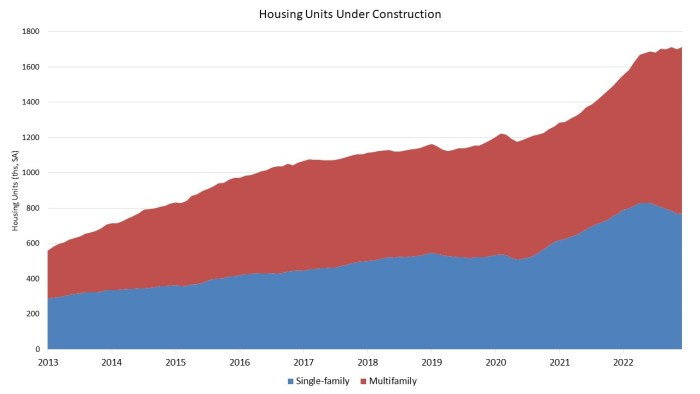 Housing Units Under Construction
1800
1600
1400
1200
1000
800
600
400
200
0
Housing Units (ths, SA)
2013 2014 2015 2016 2017 2018 2019 2020 2021 2022
Single-family Multifamily